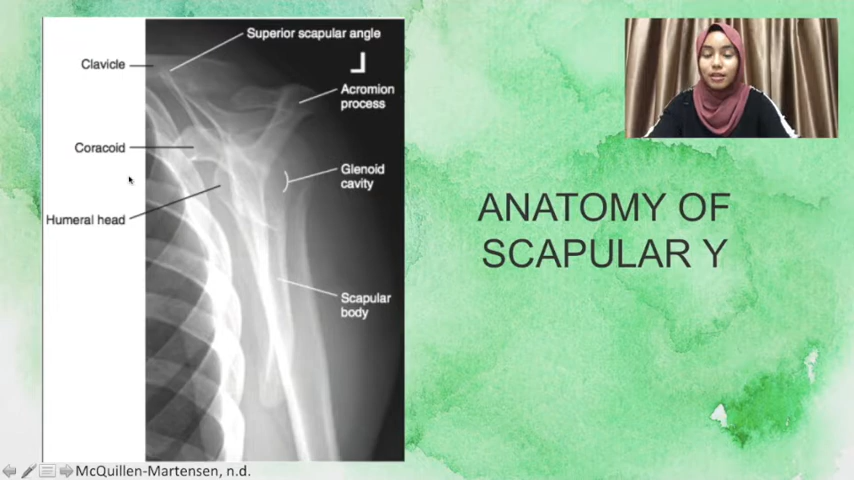 Superior scapular angle
Clavicle
Acromion
process
Coracoid
Glenoid
cavity
Humeral head
Scapular
body
ANATOMY OF
SCAPULAR Y
McQuillen-Martensen, n.d.